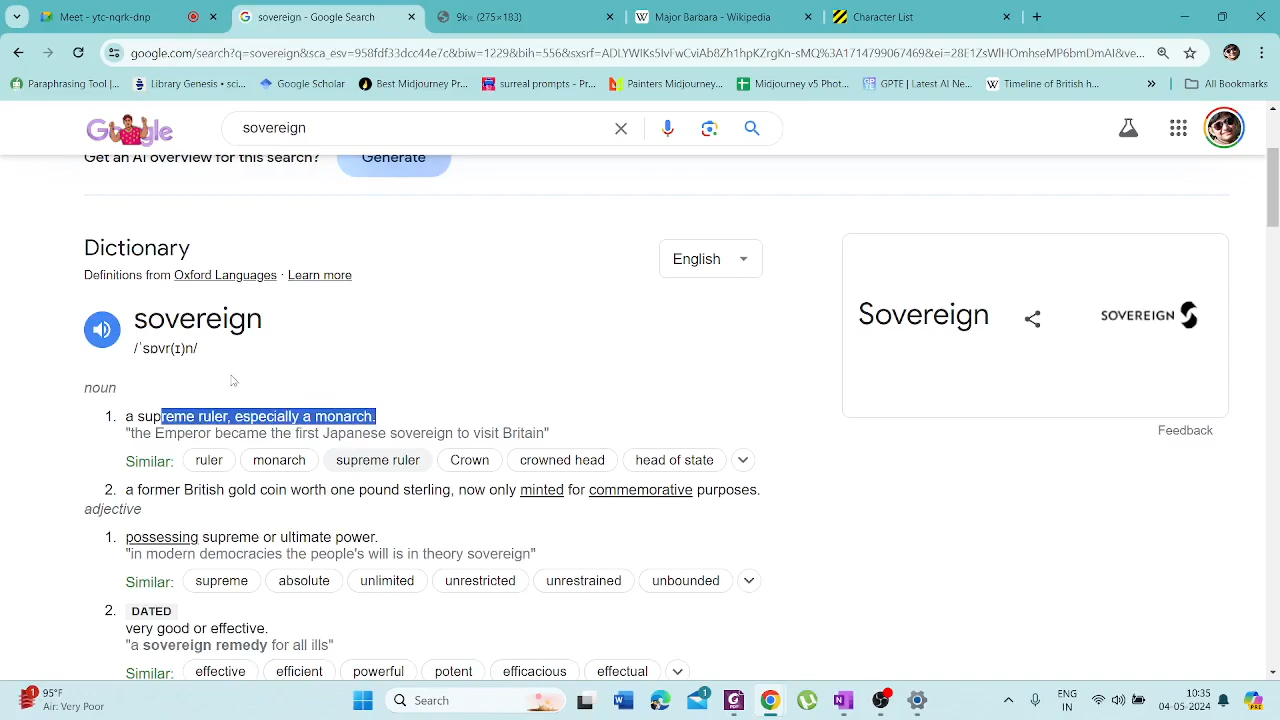 Meet - ytc-nqrk-dnp
sovereign - Google Search
9k= (275×183)
Major Barbara - Wikipedia
Character List
google.com/search?q=sovereign&sca_esv=958fdf33dcc44e7c&biw=1229&bih=556&sxsrf=ADLYWIKs5IvFwCviAb8Zh1hpKZrgKn-sMQ%3A1714799067469&ei=28E1ZsWlHOmhseMP6bmDmAI&ve...
Paraphrasing Tool |...
Library Genesis • sci...
Google Scholar
Best Midjourney Pr...
surreal prompts - Pr...
Painters Midjourney...
Midjourney v5 Phot...
GPTE | Latest AI Ne...
Timeline of British h...
All Bookmarks
Google
sovereign
Get an AI overview for this search?
Generate
Dictionary
English
Definitions from Oxford Languages · Learn more
sovereign
/ˈsɒvr(ɪ)n/
Sovereign
SOVEREIGN
noun
1. a supreme ruler, especially a monarch.
"the Emperor became the first Japanese sovereign to visit Britain"
Feedback
Similar: ruler monarch supreme ruler Crown crowned head head of state
2. a former British gold coin worth one pound sterling, now only minted for commemorative purposes.
adjective
1. possessing supreme or ultimate power.
"in modern democracies the people's will is in theory sovereign"
Similar: supreme absolute unlimited unrestricted unrestrained unbounded
2. DATED
very good or effective.
"a sovereign remedy for all ills"
Similar: effective efficient powerful potent efficacious effectual
95°F
Air: Very Poor
Search
ENG
IN
10:35
04-05-2024